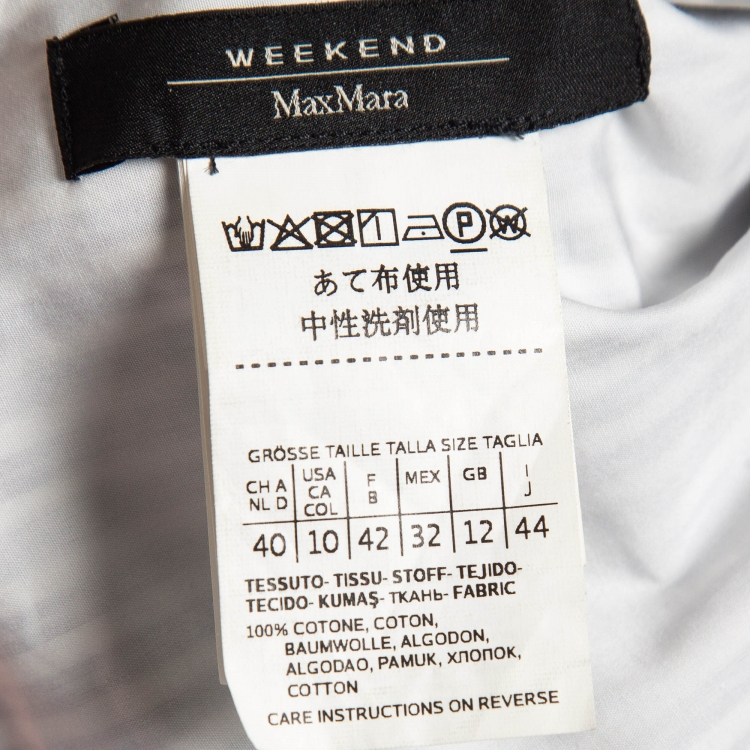 WEEKEND
MaxMara
P W
あて布使用
中性洗剤使用
GRÖSSE TAILLE TALLA SIZE TAGLIA
CH A NL D USA CA COL F B MEX GB I J
40 10 42 32 12 44
TESSUTO- TISSU- STOFF- TEJIDO-
TECIDO- KUMAŞ- ТКАНЬ- FABRIC
100% COTONE, COTON,
BAUMWOLLE, ALGODON,
ALGODAO, PAMUK, ХЛОПОК,
COTTON
CARE INSTRUCTIONS ON REVERSE